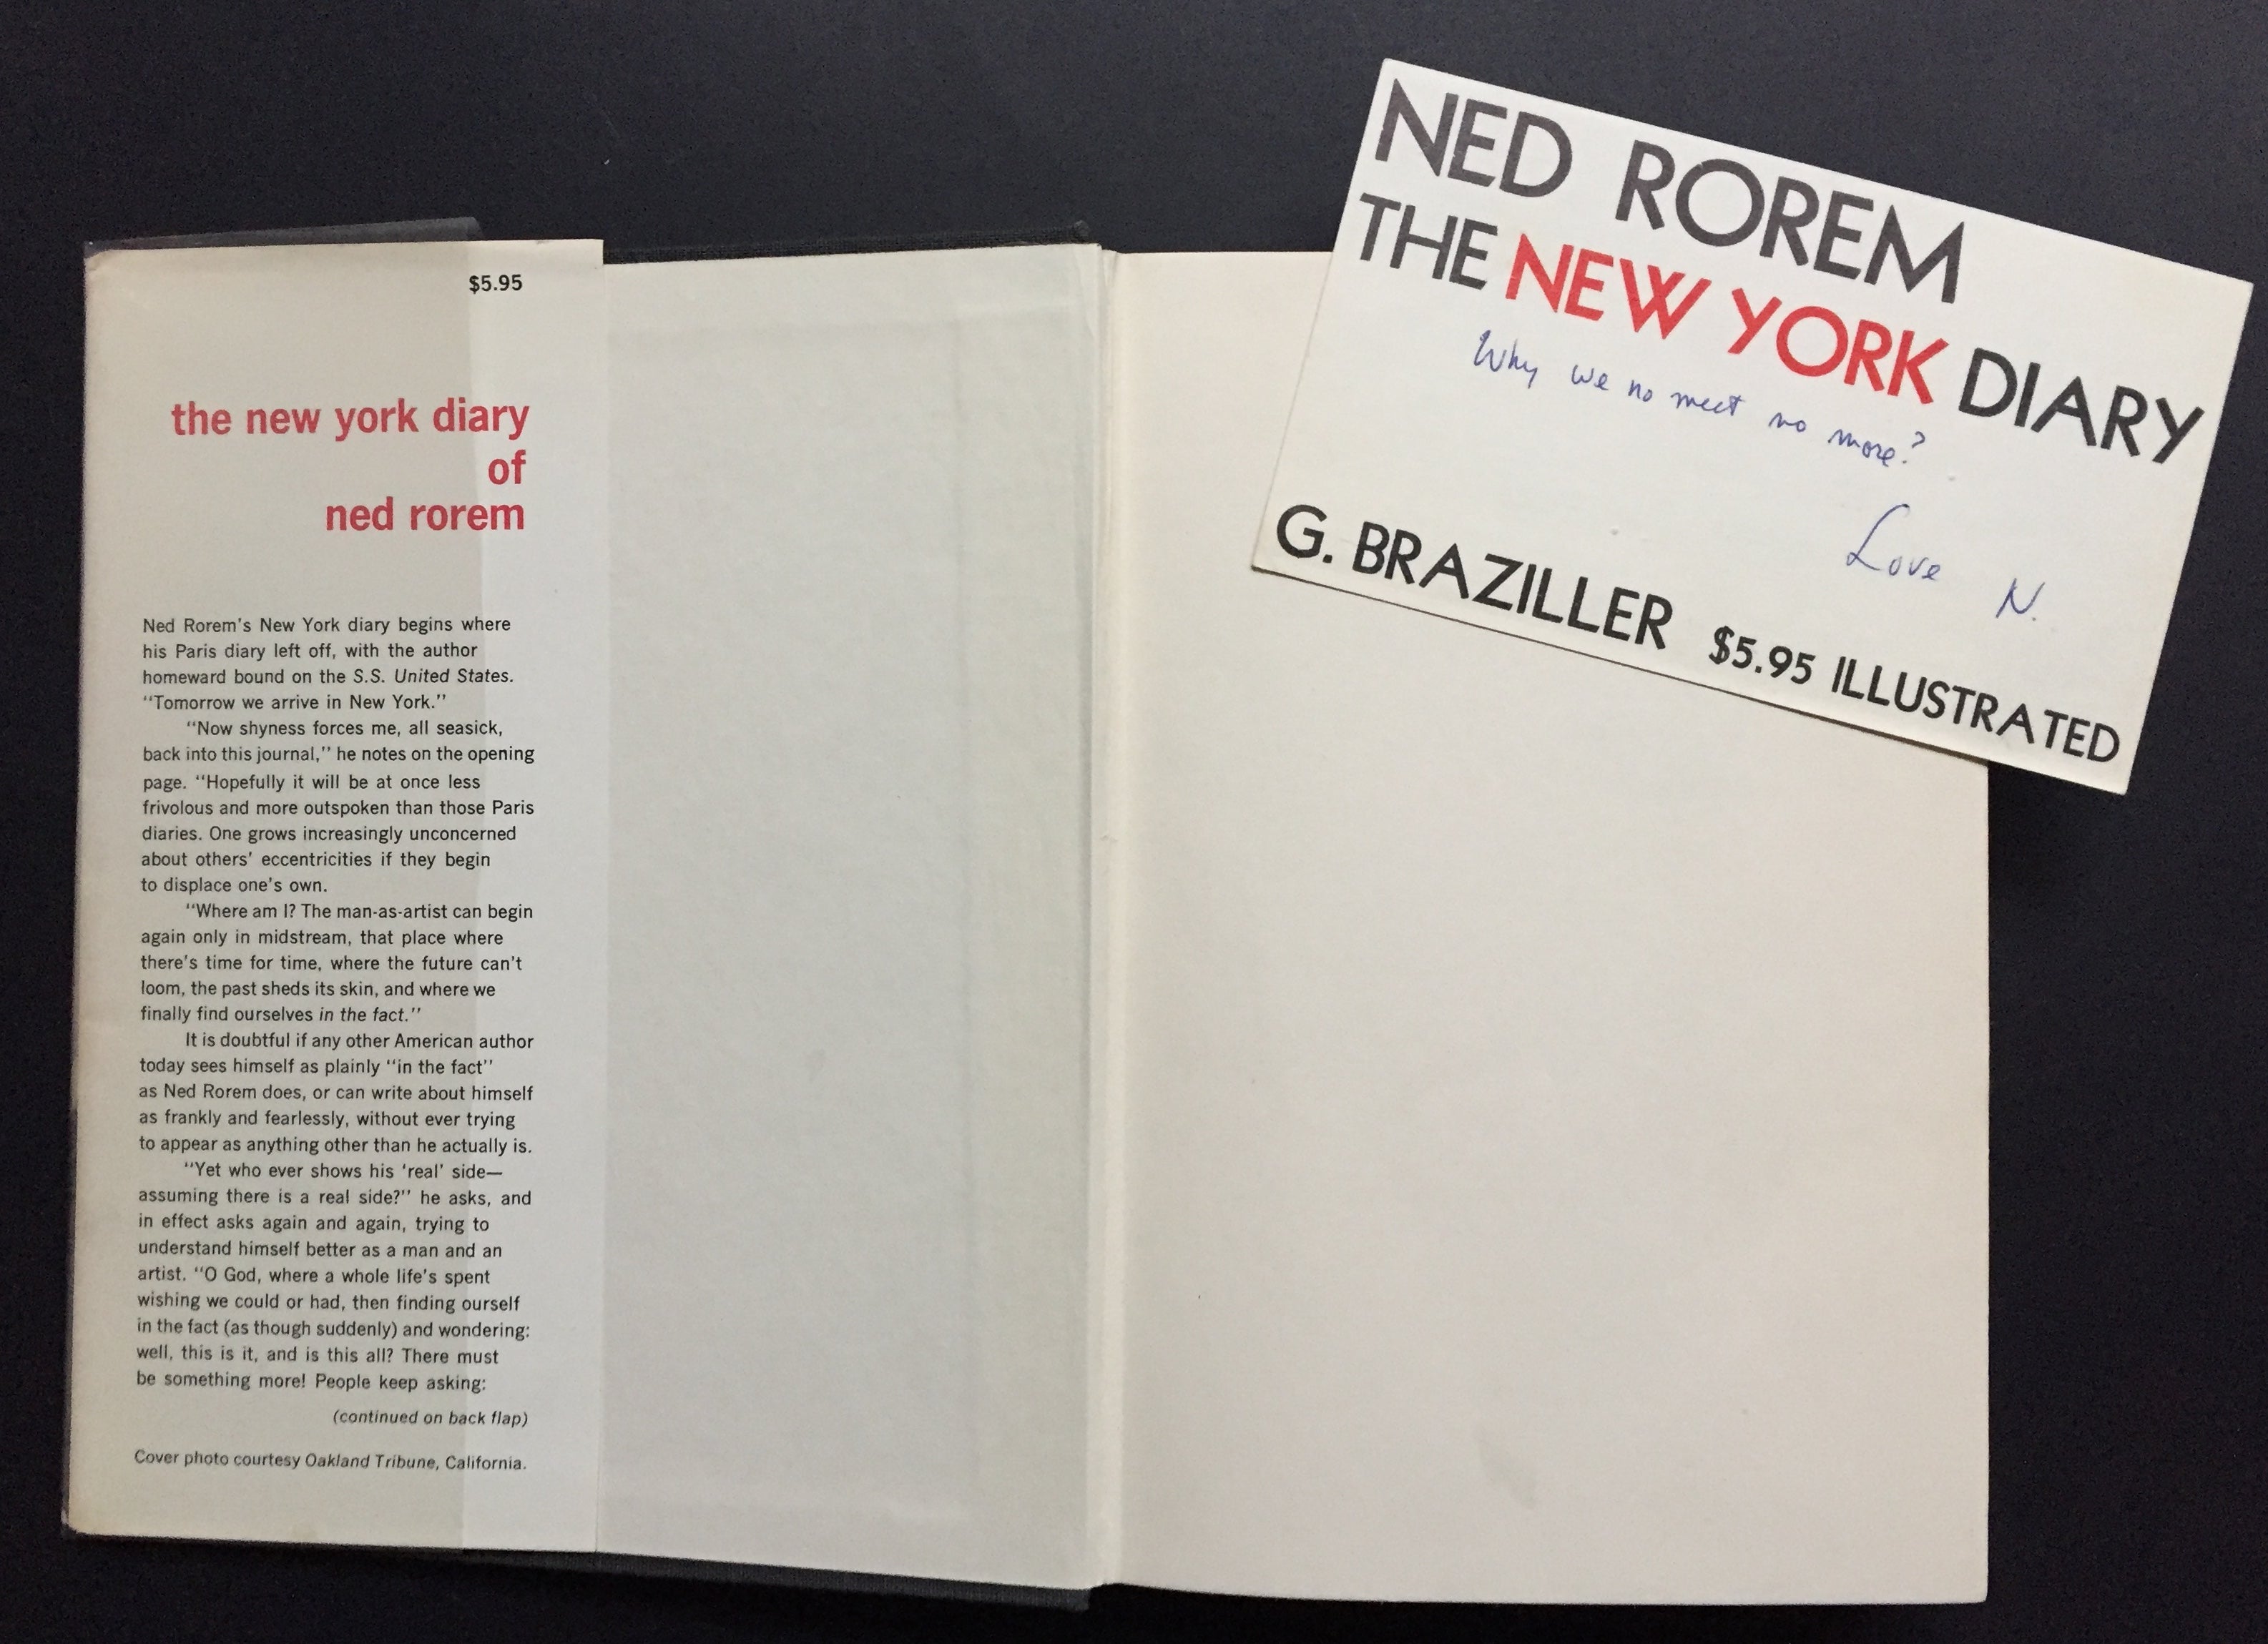 $5.95
the new york diary
of
ned rorem
Ned Rorem's New York diary begins where
his Paris diary left off, with the author
homeward bound on the S.S. United States.
"Tomorrow we arrive in New York."
"Now shyness forces me, all seasick,
back into this journal," he notes on the opening
page. "Hopefully it will be at once less
frivolous and more outspoken than those Paris
diaries. One grows increasingly unconcerned
about others' eccentricities if they begin
to displace one's own.
"Where am I? The man-as-artist can begin
again only in midstream, that place where
there's time for time, where the future can't
loom, the past sheds its skin, and where we
finally find ourselves in the fact."
It is doubtful if any other American author
today sees himself as plainly "in the fact"
as Ned Rorem does, or can write about himself
as frankly and fearlessly, without ever trying
to appear as anything other than he actually is.
"Yet who ever shows his 'real' side—
assuming there is a real side?" he asks, and
in effect asks again and again, trying to
understand himself better as a man and an
artist. "O God, where a whole life's spent
wishing we could or had, then finding ourself
in the fact (as though suddenly) and wondering:
well, this is it, and is this all? There must
be something more! People keep asking:
(continued on back flap)
Cover photo courtesy Oakland Tribune, California.
NED ROREM
THE NEW YORK DIARY
Why we no meet no more?
Love N.
G. BRAZILLER $5.95 ILLUSTRATED